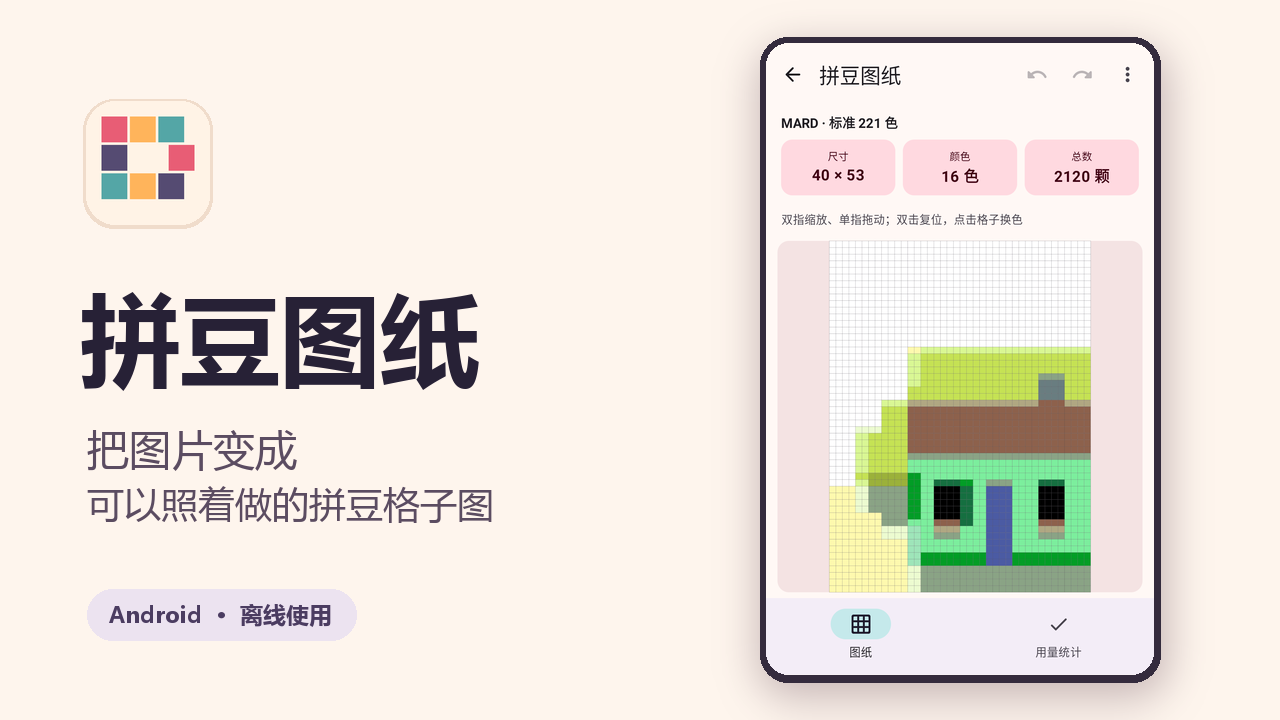 拼豆图纸
把图片变成
可以照着做的拼豆格子图
Android • 离线使用
拼豆图纸
MARD · 标准 221 色
尺寸
40 × 53
颜色
16 色
总数
2120 颗
双指缩放、单指拖动；双击复位，点击格子换色
图纸
用量统计